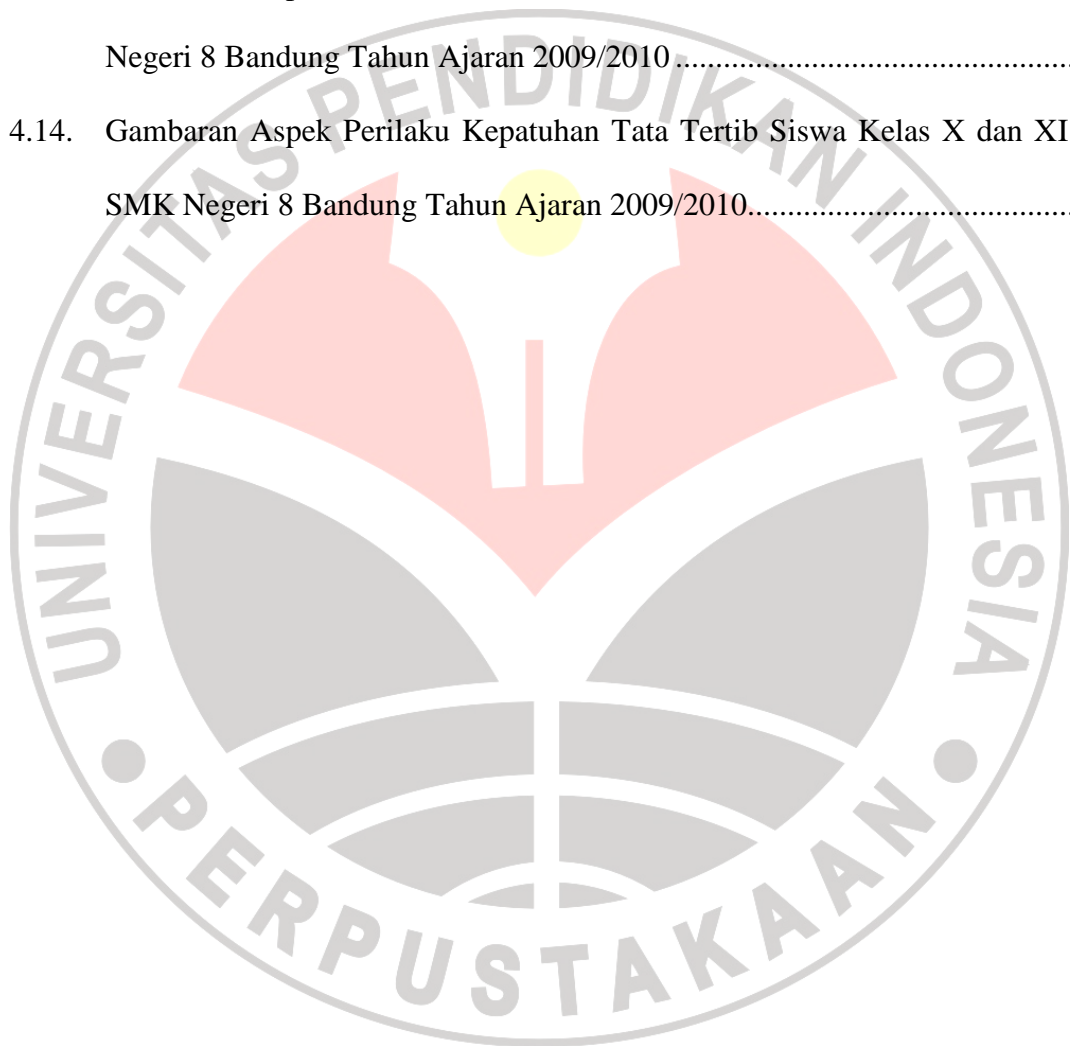 Negeri 8 Bandung Tahun Ajaran 2009/2010 ................................................
4.14. Gambaran Aspek Perilaku Kepatuhan Tata Tertib Siswa Kelas X dan XI
SMK Negeri 8 Bandung Tahun Ajaran 2009/2010.......................................
UNIVERSITAS PENDIDIKAN INDONESIA
PERPUSTAKAAN